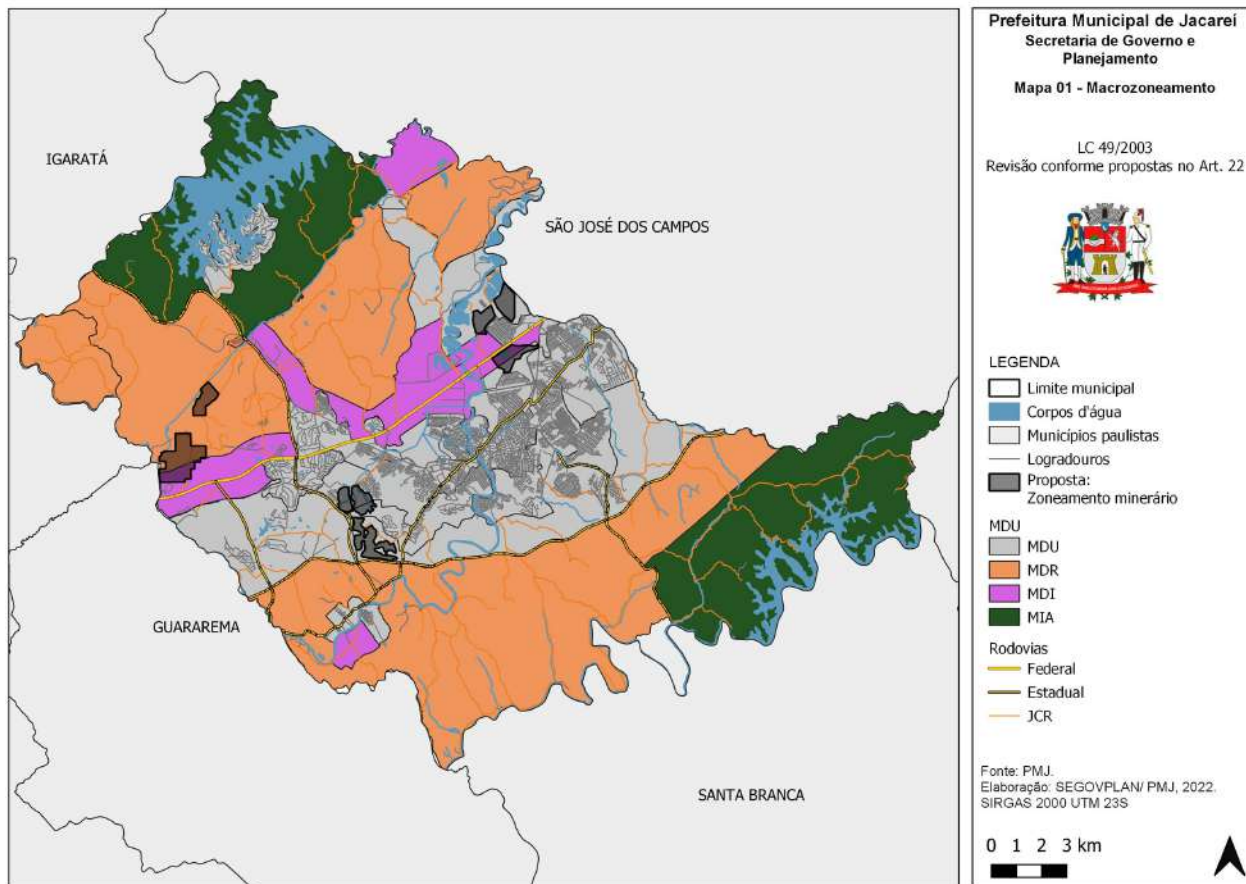 IGARATÁ
SÃO JOSÉ DOS CAMPOS
GUARAREMA
SANTA BRANCA
Prefeitura Municipal de Jacareí
Secretaria de Governo e
Planejamento
Mapa 01 - Macrozoneamento
LC 49/2003
Revisão conforme propostas no Art. 22
LEGENDA
Limite municipal
Corpos d'água
Municípios paulistas
Logradouros
Proposta:
Zoneamento minerário
MDU
MDU
MDR
MDI
MIA
Rodovias
Federal
Estadual
JCR
Fonte: PMJ.
Elaboração: SEGOVPLAN/ PMJ, 2022.
SIRGAS 2000 UTM 23S
0 1 2 3 km